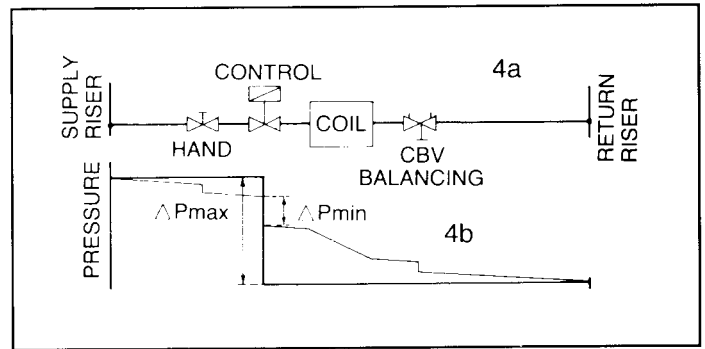 4a
CONTROL
SUPPLY
RISER
HAND
COIL
CBV
BALANCING
RETURN
RISER
PRESSURE
△Pmax
△Pmin
4b